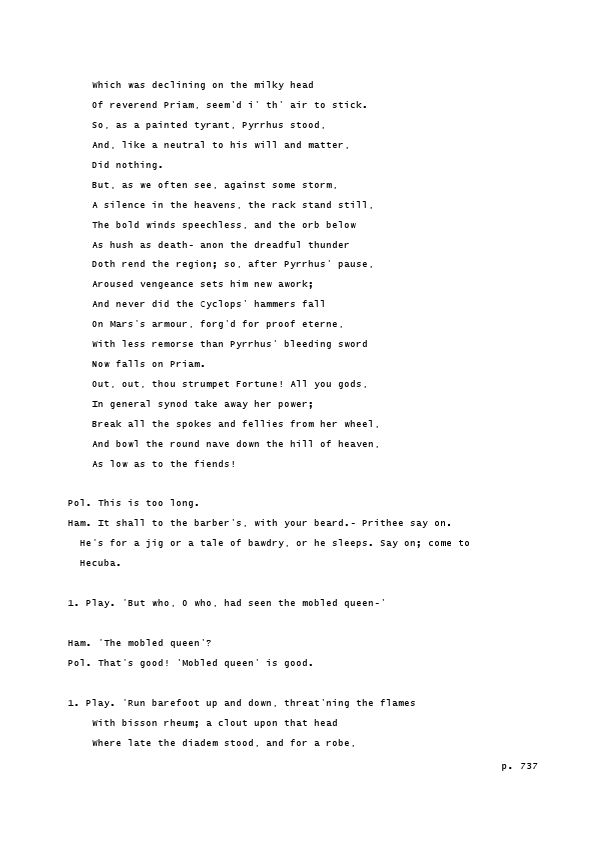 Which was declining on the milky head
Of reverend Priam, seem'd i' th' air to stick.
So, as a painted tyrant, Pyrrhus stood,
And, like a neutral to his will and matter,
Did nothing.
But, as we often see, against some storm,
A silence in the heavens, the rack stand still,
The bold winds speechless, and the orb below
As hush as death- anon the dreadful thunder
Doth rend the region; so, after Pyrrhus' pause,
Aroused vengeance sets him new awork;
And never did the Cyclops' hammers fall
On Mars's armour, forg'd for proof eterne,
With less remorse than Pyrrhus' bleeding sword
Now falls on Priam.
Out, out, thou strumpet Fortune! All you gods,
In general synod take away her power;
Break all the spokes and fellies from her wheel,
And bowl the round nave down the hill of heaven,
As low as to the fiends!
Pol. This is too long.
Ham. It shall to the barber's, with your beard.- Prithee say on.
He's for a jig or a tale of bawdry, or he sleeps. Say on; come to
Hecuba.
1. Play. 'But who, O who, had seen the mobled queen-'
Ham. 'The mobled queen'?
Pol. That's good! 'Mobled queen' is good.
1. Play. 'Run barefoot up and down, threat'ning the flames
With bisson rheum; a clout upon that head
Where late the diadem stood, and for a robe,
p. 737